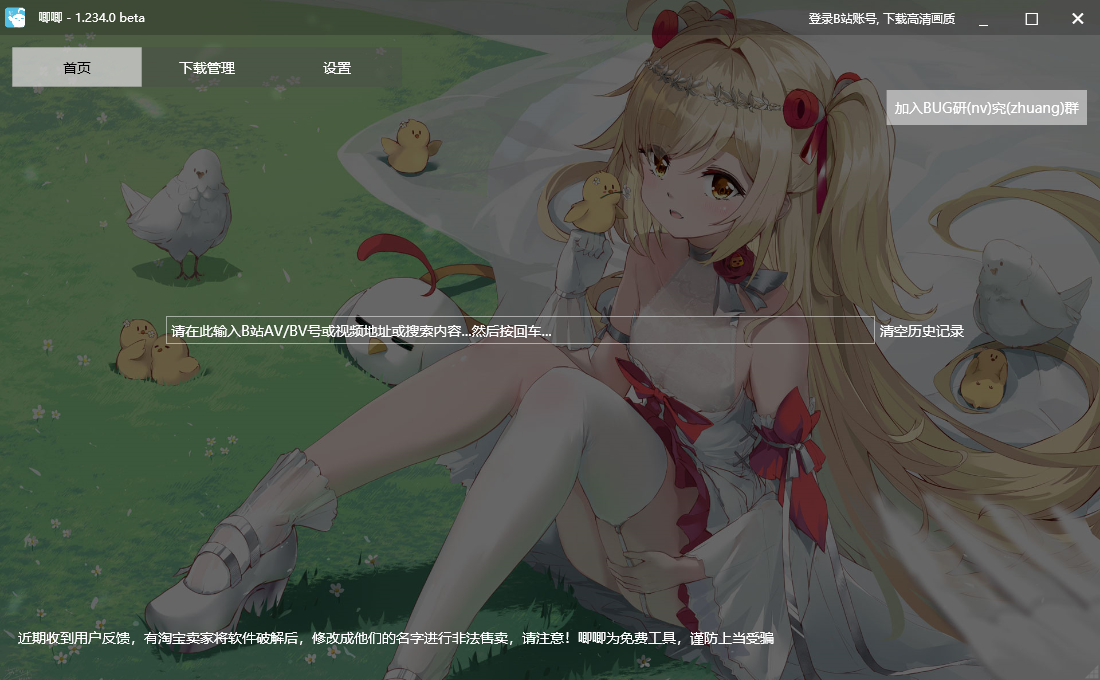 唧唧 - 1.234.0 beta
登录B站账号, 下载高清画质
首页
下载管理
设置
加入BUG研(nv)究(zhuang)群
请在此输入B站AV/BV号或视频地址或搜索内容...然后按回车...
清空历史记录
近期收到用户反馈，有淘宝卖家将软件破解后，修改成他们的名字进行非法售卖，请注意！唧唧为免费工具，谨防上当受骗